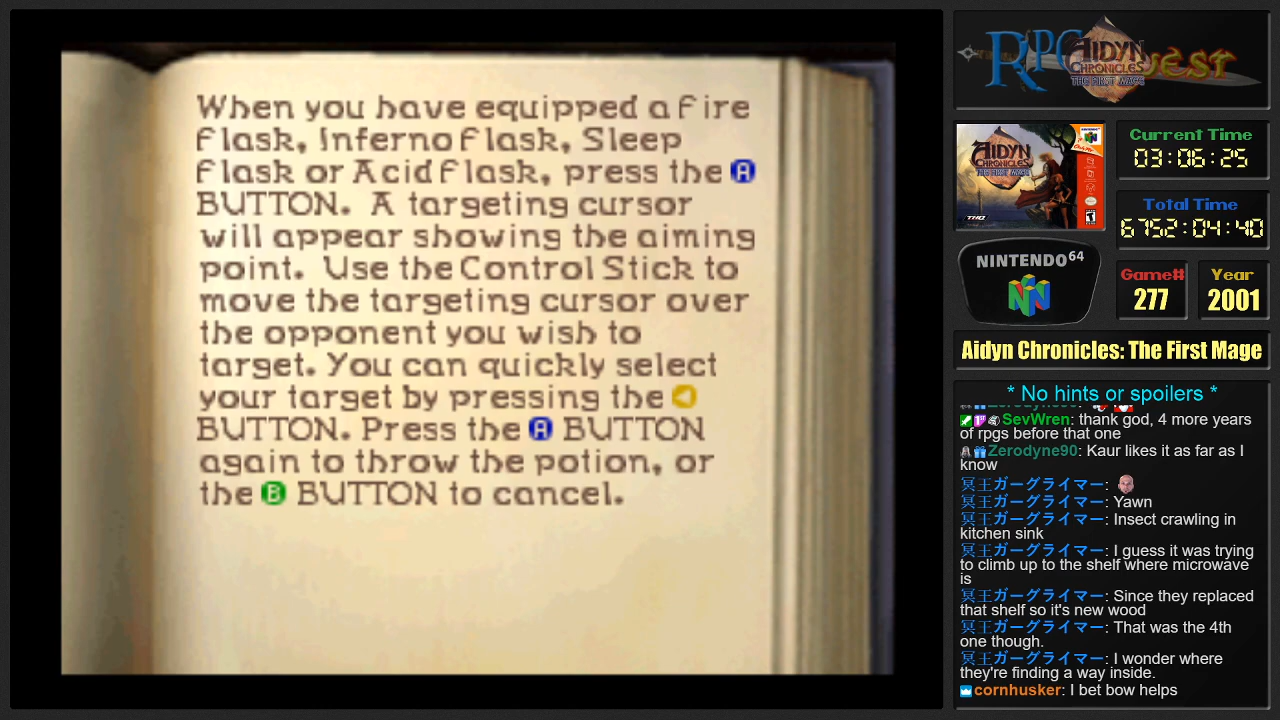 When you have equipped a Fire
Flask, Inferno Flask, Sleep
Flask or Acid Flask, press the A
BUTTON. A targeting cursor
will appear showing the aiming
point. Use the Control Stick to
move the targeting cursor over
the opponent you wish to
target. You can quickly select
your target by pressing the ◀
BUTTON. Press the A BUTTON
again to throw the potion, or
the B BUTTON to cancel.
RPG
AIDYN
CHRONICLES
THE FIRST MAGE
UEST
AIDYN
CHRONICLES
THE FIRST MAGE
THQ
Current Time
03:06:25
Total Time
6752:04:40
NINTENDO64
Game#
277
Year
2001
Aidyn Chronicles: The First Mage
* No hints or spoilers *
SevWren: thank god, 4 more years
of rpgs before that one
Zerodyne90: Kaur likes it as far as I
know
冥王ガーグライマー:
冥王ガーグライマー: Yawn
冥王ガーグライマー: Insect crawling in
kitchen sink
冥王ガーグライマー: I guess it was trying
to climb up to the shelf where microwave
is
冥王ガーグライマー: Since they replaced
that shelf so it's new wood
冥王ガーグライマー: That was the 4th
one though.
冥王ガーグライマー: I wonder where
they're finding a way inside.
cornhusker: I bet bow helps